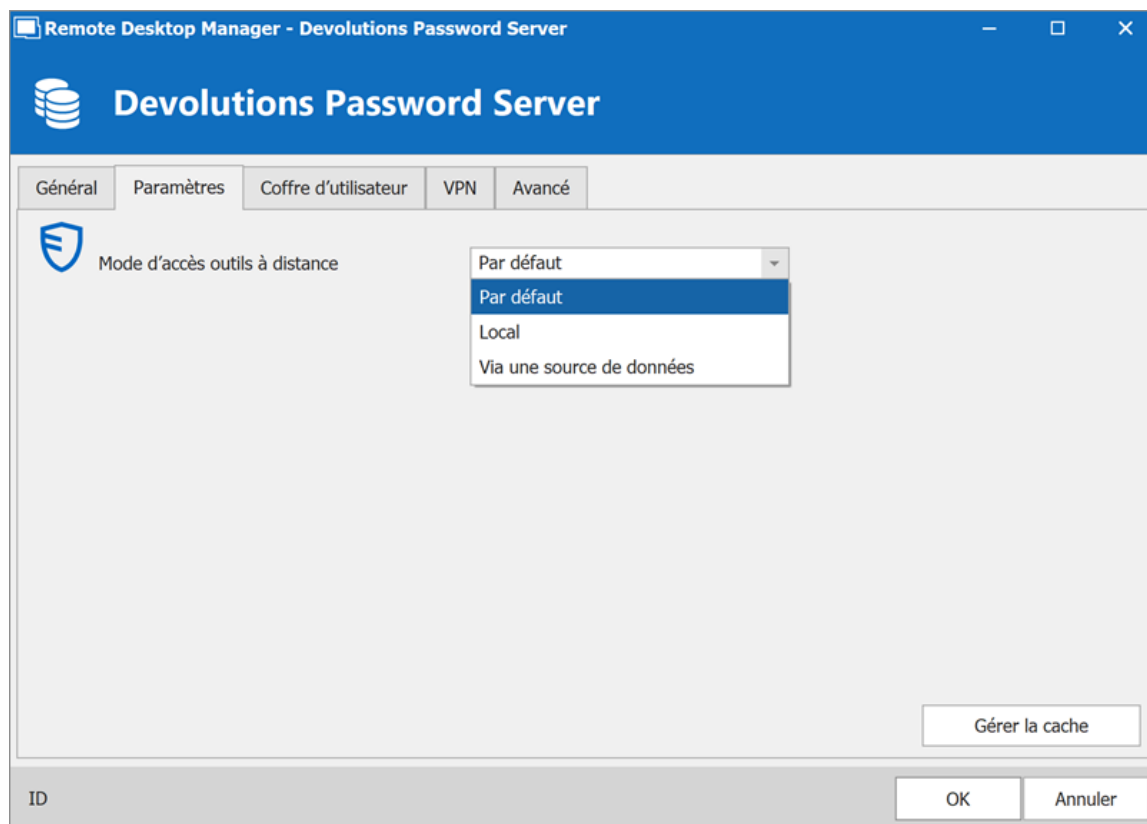 Remote Desktop Manager - Devolutions Password Server
Devolutions Password Server
Général Paramètres Coffre d'utilisateur VPN Avancé
Mode d'accès outils à distance Par défaut
Par défaut
Local
Via une source de données
Gérer la cache
ID OK Annuler